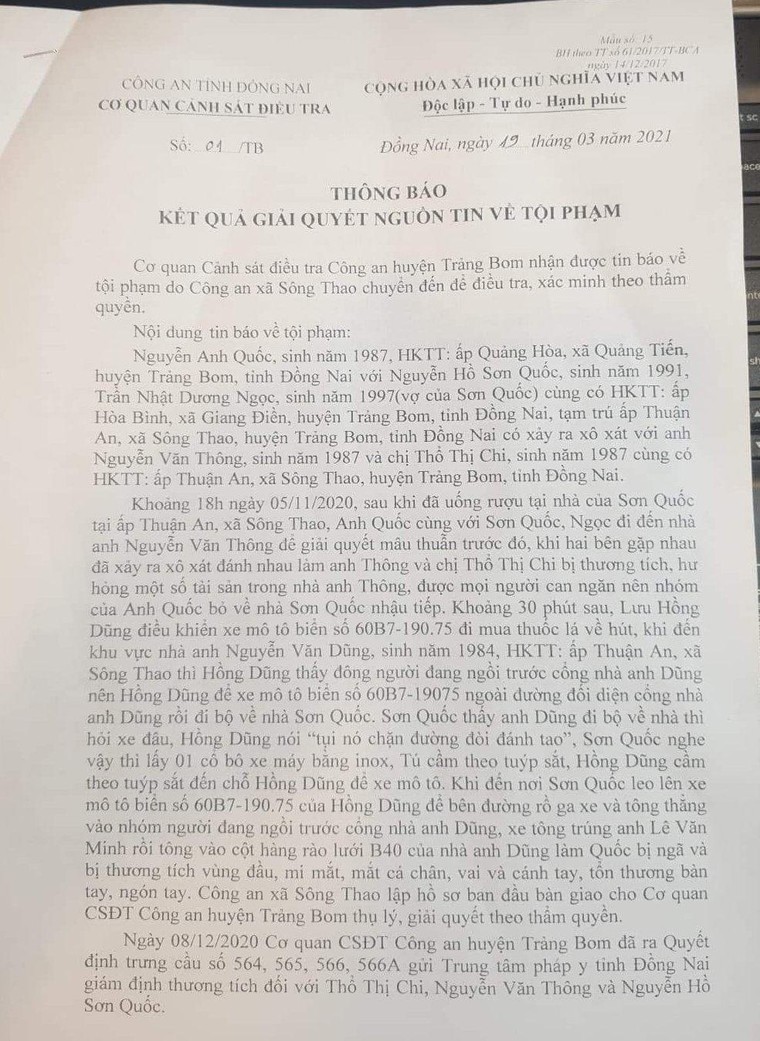 Mẫu số: 15
BH theo TT số 61/2017/TT-BCA
ngày 14/12/2017
CÔNG AN TỈNH ĐỒNG NAI
CƠ QUAN CẢNH SÁT ĐIỀU TRA
CỘNG HÒA XÃ HỘI CHỦ NGHĨA VIỆT NAM
Độc lập - Tự do - Hạnh phúc
Số: 01 /TB
Đồng Nai, ngày 19 tháng 03 năm 2021
THÔNG BÁO
KẾT QUẢ GIẢI QUYẾT NGUỒN TIN VỀ TỘI PHẠM
Cơ quan Cảnh sát điều tra Công an huyện Trảng Bom nhận được tin báo về
tội phạm do Công an xã Sông Thao chuyển đến để điều tra, xác minh theo thẩm
quyền.
Nội dung tin báo về tội phạm:
Nguyễn Anh Quốc, sinh năm 1987, HKTT: ấp Quảng Hòa, xã Quảng Tiến,
huyện Trảng Bom, tỉnh Đồng Nai với Nguyễn Hồ Sơn Quốc, sinh năm 1991,
Trần Nhật Dương Ngọc, sinh năm 1997(vợ của Sơn Quốc) cùng có HKTT: ấp
Hòa Bình, xã Giang Điền, huyện Trảng Bom, tỉnh Đồng Nai, tạm trú ấp Thuận
An, xã Sông Thao, huyện Trảng Bom, tỉnh Đồng Nai có xảy ra xô xát với anh
Nguyễn Văn Thông, sinh năm 1987 và chị Thổ Thị Chi, sinh năm 1987 cùng có
HKTT: ấp Thuận An, xã Sông Thao, huyện Trảng Bom, tỉnh Đồng Nai.
Khoảng 18h ngày 05/11/2020, sau khi đã uống rượu tại nhà của Sơn Quốc
tại ấp Thuận An, xã Sông Thao, Anh Quốc cùng với Sơn Quốc, Ngọc đi đến nhà
anh Nguyễn Văn Thông để giải quyết mâu thuẫn trước đó, khi hai bên gặp nhau
đã xảy ra xô xát đánh nhau làm anh Thông và chị Thổ Thị Chi bị thương tích, hư
hỏng một số tài sản trong nhà anh Thông, được mọi người can ngăn nên nhóm
của Anh Quốc bỏ về nhà Sơn Quốc nhậu tiếp. Khoảng 30 phút sau, Lưu Hồng
Dũng điều khiển xe mô tô biển số 60B7-190.75 đi mua thuốc lá về hút, khi đến
khu vực nhà anh Nguyễn Văn Dũng, sinh năm 1984, HKTT: ấp Thuận An, xã
Sông Thao thì Hồng Dũng thấy đông người đang ngồi trước cổng nhà anh Dũng
nên Hồng Dũng để xe mô tô biển số 60B7-19075 ngoài đường đối diện cổng nhà
anh Dũng rồi đi bộ về nhà Sơn Quốc. Sơn Quốc thấy anh Dũng đi bộ về nhà thì
hỏi xe đâu, Hồng Dũng nói “tụi nó chặn đường đòi đánh tao”, Sơn Quốc nghe
vậy thì lấy 01 cổ bô xe máy bằng inox, Tú cầm theo tuýp sắt, Hồng Dũng cầm
theo tuýp sắt đến chỗ Hồng Dũng để xe mô tô. Khi đến nơi Sơn Quốc leo lên xe
mô tô biển số 60B7-190.75 của Hồng Dũng để bên đường rồ ga xe và tông thẳng
vào nhóm người đang ngồi trước cổng nhà anh Dũng, xe tông trúng anh Lê Văn
Minh rồi tông vào cột hàng rào lưới B40 của nhà anh Dũng làm Quốc bị ngã và
bị thương tích vùng đầu, mi mắt, mắt cá chân, vai và cánh tay, tổn thương bàn
tay, ngón tay. Công an xã Sông Thao lập hồ sơ ban đầu bàn giao cho Cơ quan
CSĐT Công an huyện Trảng Bom thụ lý, giải quyết theo thẩm quyền.
Ngày 08/12/2020 Cơ quan CSĐT Công an huyện Trảng Bom đã ra Quyết
định trưng cầu số 564, 565, 566, 566A gửi Trung tâm pháp y tỉnh Đồng Nai
giám định thương tích đối với Thổ Thị Chi, Nguyễn Văn Thông và Nguyễn Hồ
Sơn Quốc.